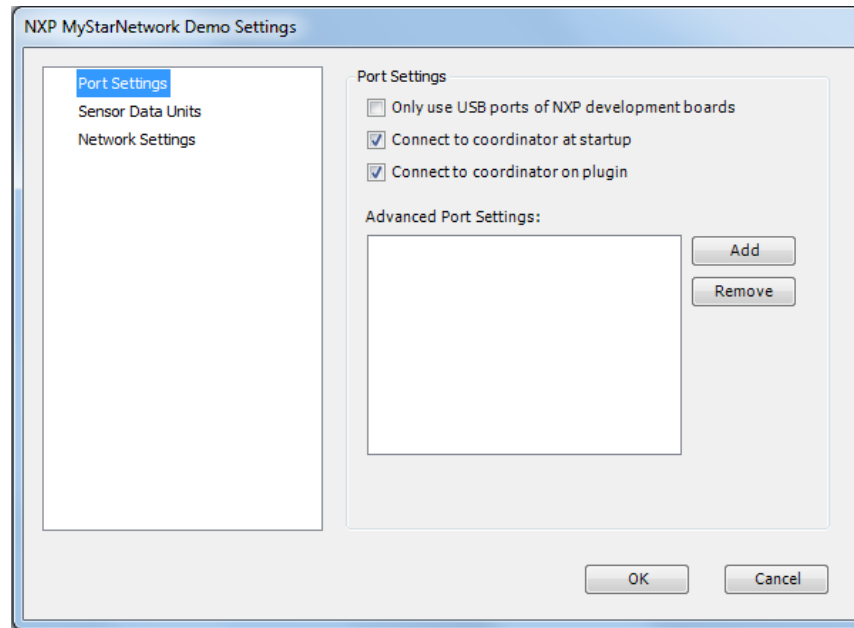 NXP MyStarNetwork Demo Settings
Port Settings
Sensor Data Units
Network Settings
Port Settings
Only use USB ports of NXP development boards
Connect to coordinator at startup
Connect to coordinator on plugin
Advanced Port Settings:
Add
Remove
OK
Cancel